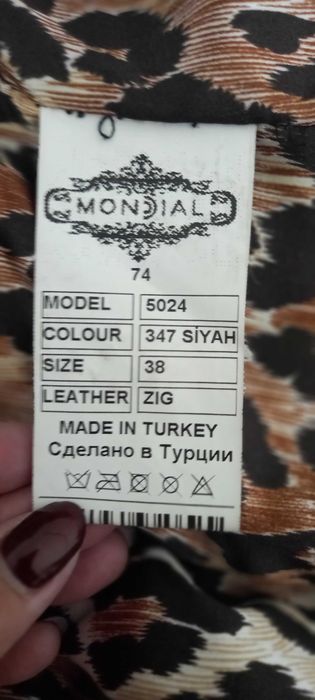 MONDIAL
74
MODEL 5024
COLOUR 347 SİYAH
SIZE 38
LEATHER ZIG
MADE IN TURKEY
Сделано в Турции